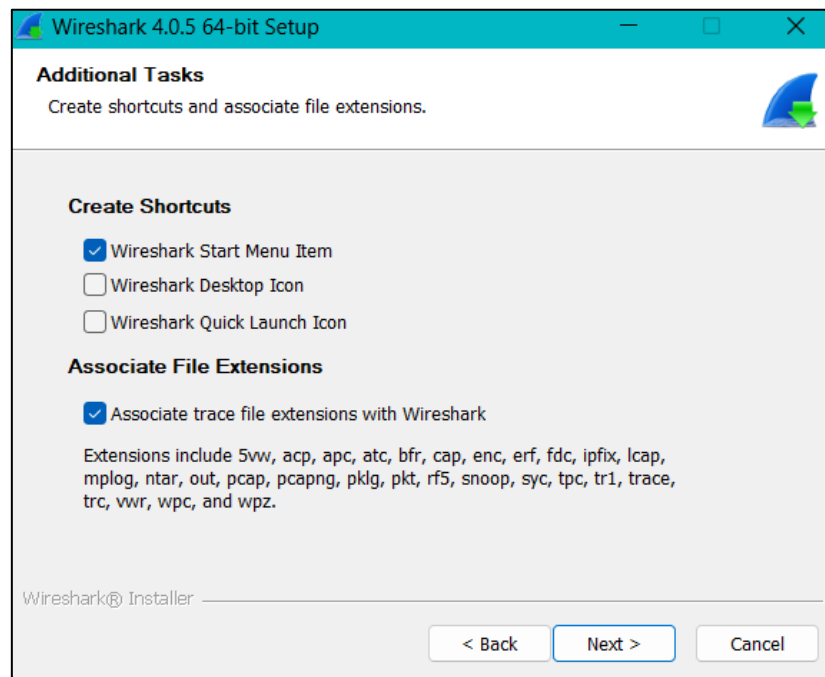 Wireshark 4.0.5 64-bit Setup
Additional Tasks
Create shortcuts and associate file extensions.
Create Shortcuts
Wireshark Start Menu Item
Wireshark Desktop Icon
Wireshark Quick Launch Icon
Associate File Extensions
Associate trace file extensions with Wireshark
Extensions include 5vw, acp, apc, atc, bfr, cap, enc, erf, fdc, ipfix, lcap,
mplog, ntar, out, pcap, pcapng, pklg, pkt, rf5, snoop, syc, tpc, tr1, trace,
trc, vwr, wpc, and wpz.
Wireshark® Installer
< Back Next > Cancel